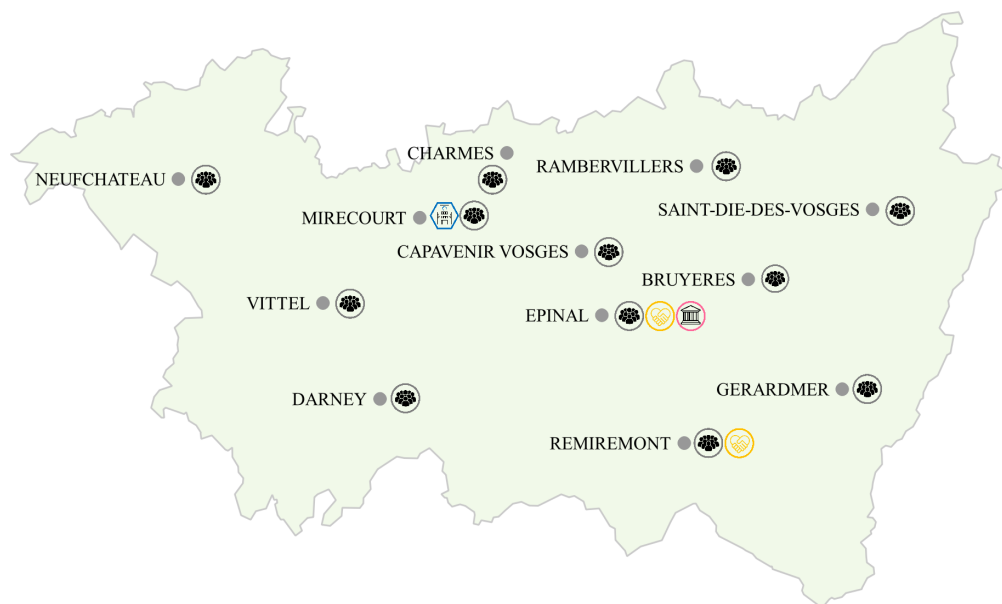 CHARMES
RAMBERVILLERS
NEUFCHATEAU
SAINT-DIE-DES-VOSGES
MIRECOURT
CAPAVENIR VOSGES
BRUYERES
VITTEL
EPINAL
GERARDMER
DARNEY
REMIREMONT